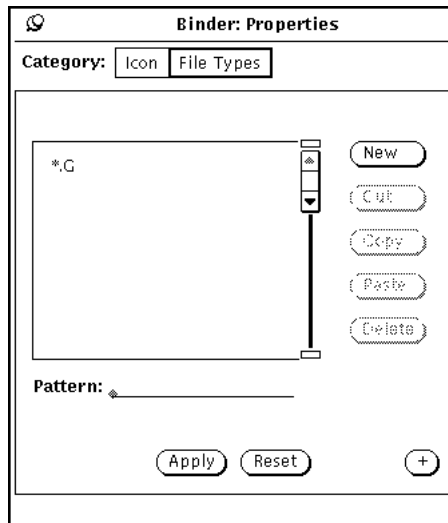 Binder: Properties
Category: Icon File Types
*.G
New
Cut
Copy
Paste
Delete
Pattern:
Apply Reset +